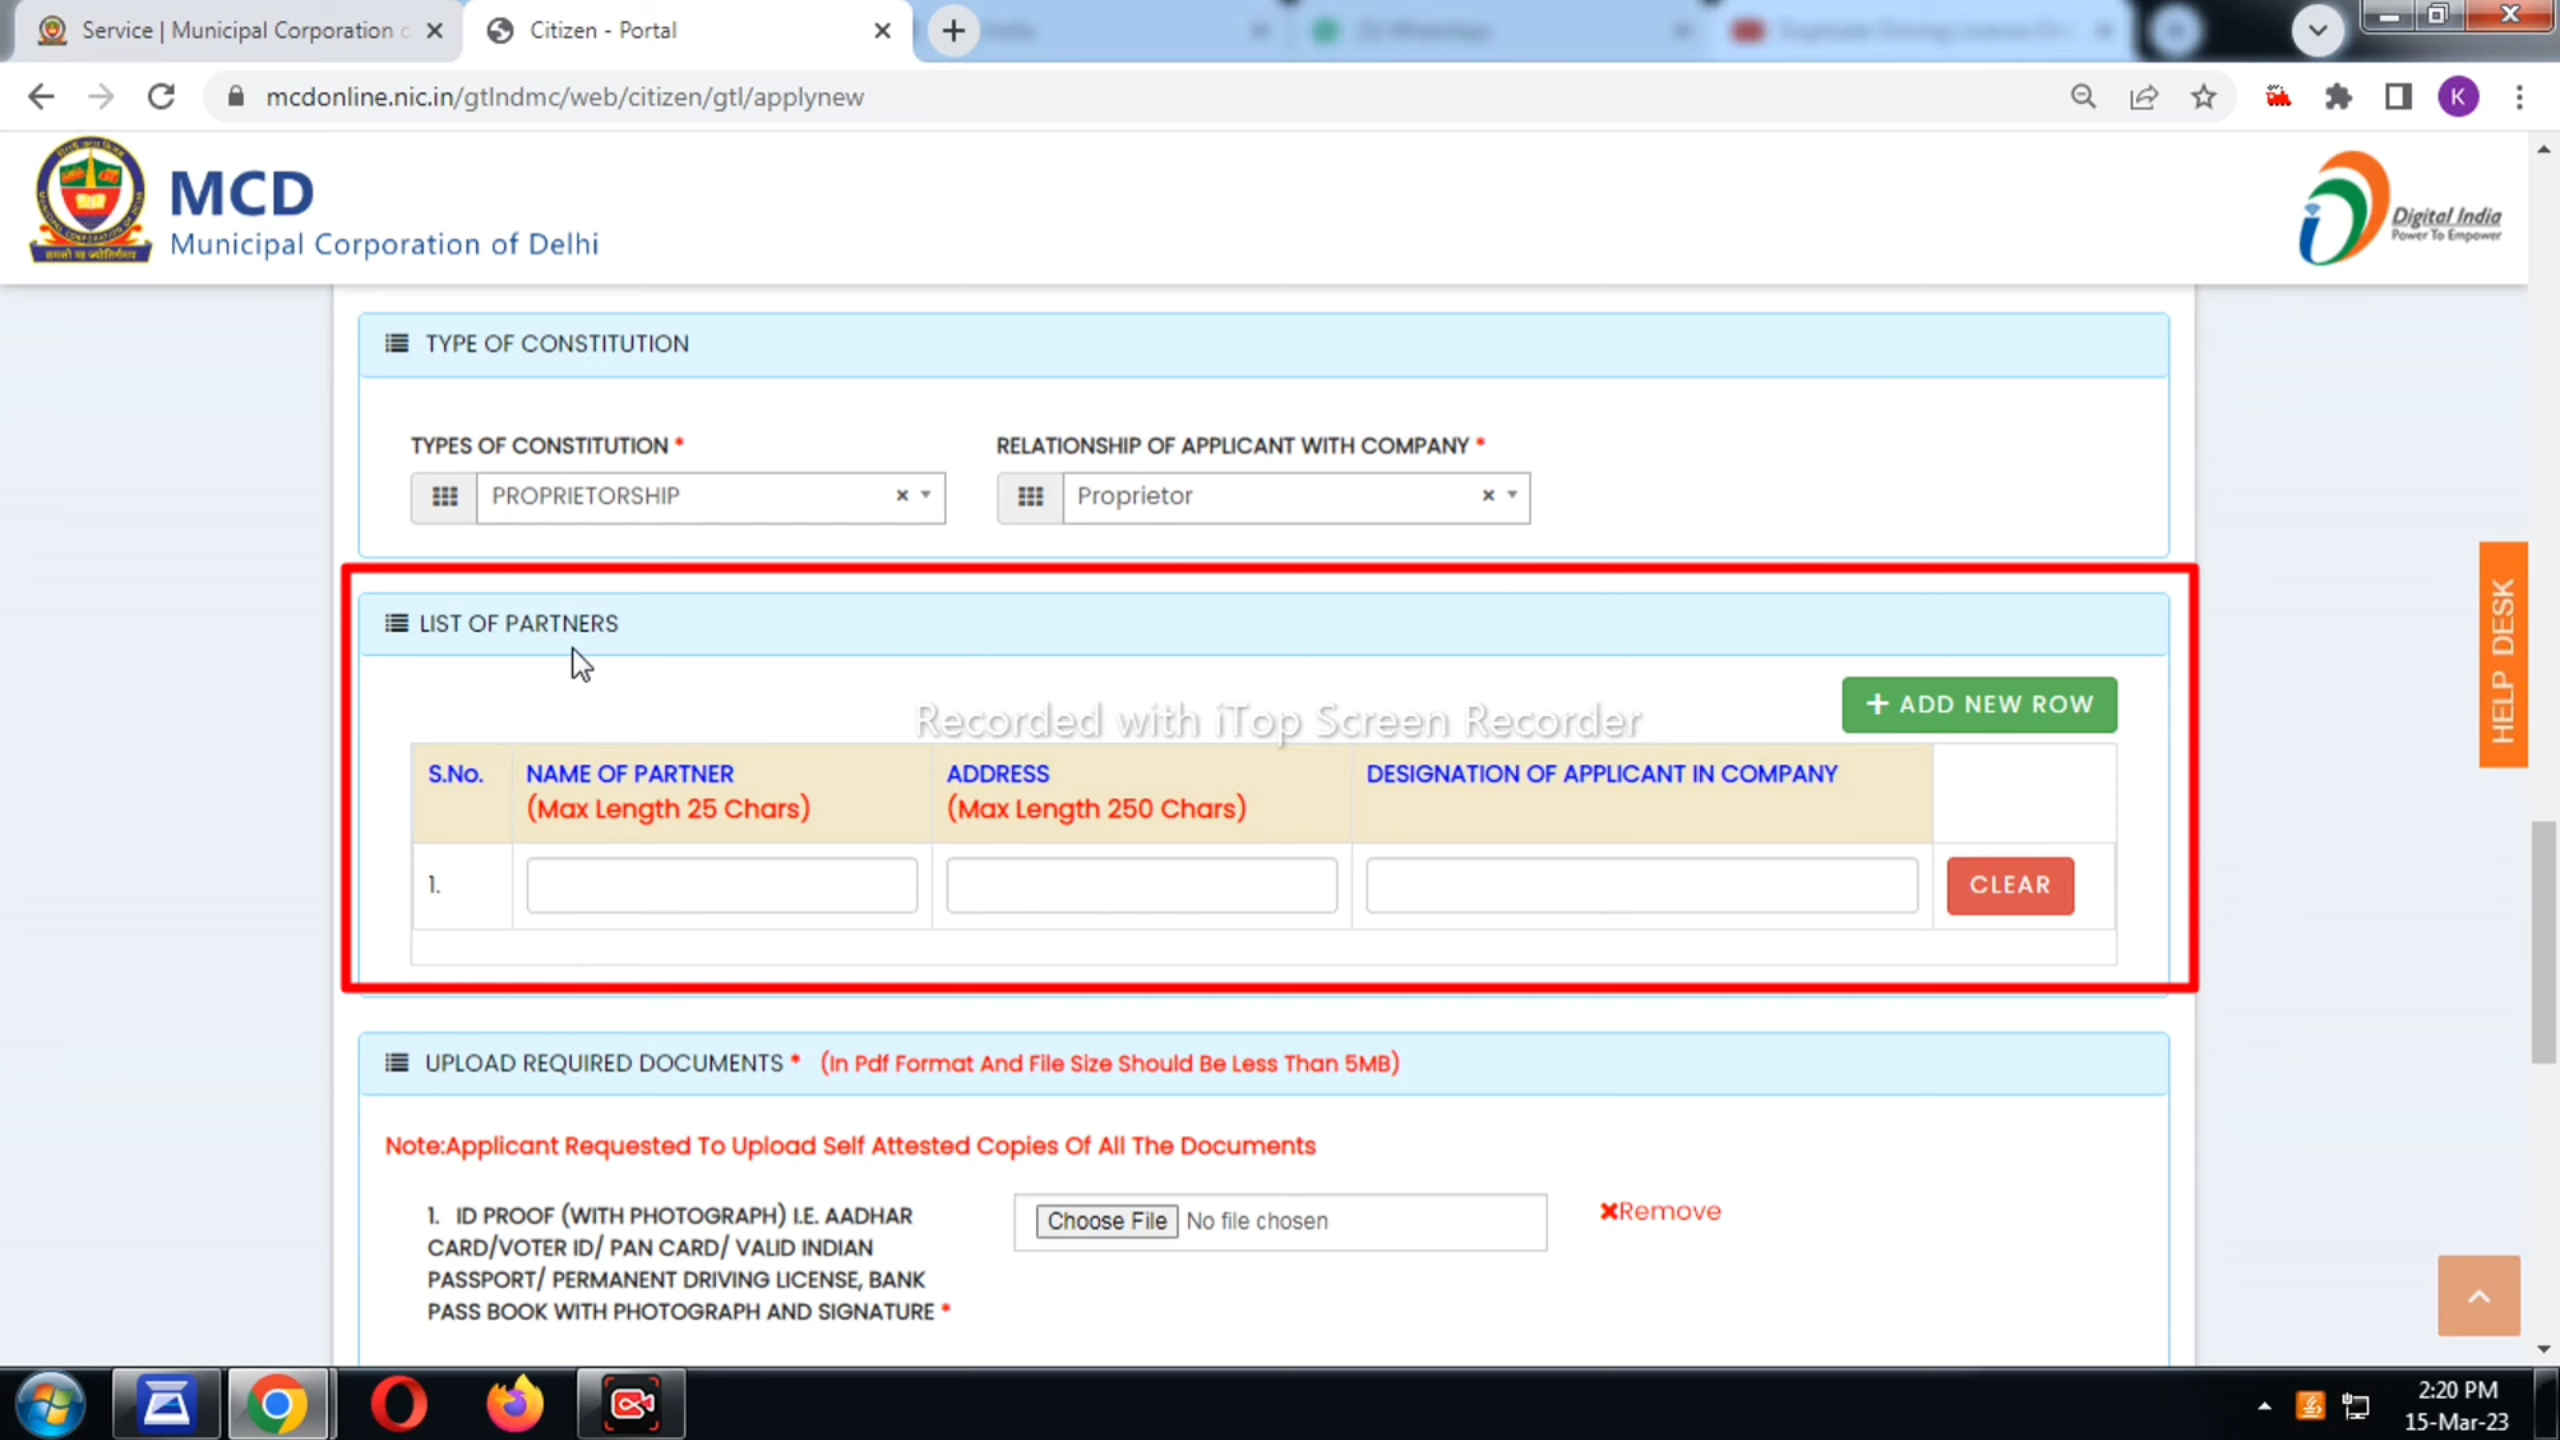 Service | Municipal Corporation
Citizen - Portal
mcdonline.nic.in/gtlndmc/web/citizen/gtl/applynew
K
MCD
Municipal Corporation of Delhi
Digital India
Power To Empower
TYPE OF CONSTITUTION
TYPES OF CONSTITUTION *
RELATIONSHIP OF APPLICANT WITH COMPANY *
PROPRIETORSHIP
Proprietor
LIST OF PARTNERS
Recorded with iTop Screen Recorder
+ ADD NEW ROW
S.No.
NAME OF PARTNER
(Max Length 25 Chars)
ADDRESS
(Max Length 250 Chars)
DESIGNATION OF APPLICANT IN COMPANY
1.
CLEAR
HELP DESK
UPLOAD REQUIRED DOCUMENTS * (In Pdf Format And File Size Should Be Less Than 5MB)
Note:Applicant Requested To Upload Self Attested Copies Of All The Documents
1. ID PROOF (WITH PHOTOGRAPH) I.E. AADHAR
CARD/VOTER ID/ PAN CARD/ VALID INDIAN
PASSPORT/ PERMANENT DRIVING LICENSE, BANK
PASS BOOK WITH PHOTOGRAPH AND SIGNATURE *
Choose File No file chosen
Remove
2:20 PM
15-Mar-23